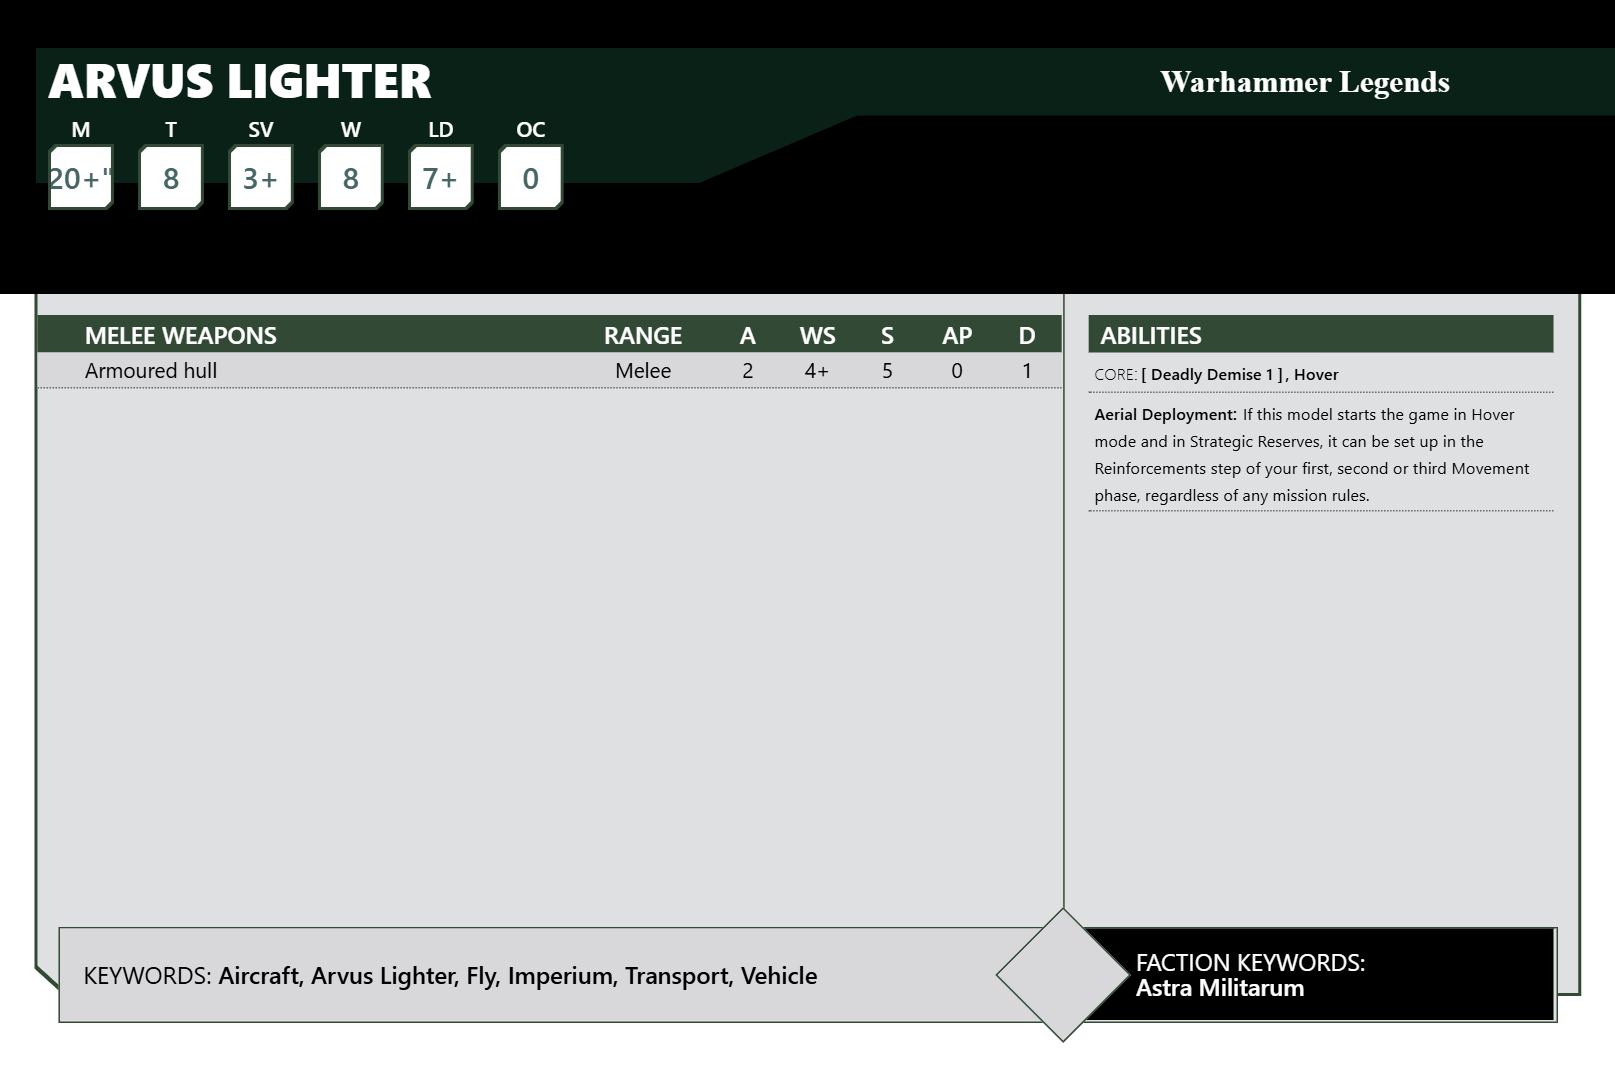 ARVUS LIGHTER
Warhammer Legends
M T SV W LD OC
20+" 8 3+ 8 7+ 0
MELEE WEAPONS RANGE A WS S AP D
Armoured hull Melee 2 4+ 5 0 1
ABILITIES
CORE: [ Deadly Demise 1 ] , Hover
Aerial Deployment: If this model starts the game in Hover
mode and in Strategic Reserves, it can be set up in the
Reinforcements step of your first, second or third Movement
phase, regardless of any mission rules.
KEYWORDS: Aircraft, Arvus Lighter, Fly, Imperium, Transport, Vehicle
FACTION KEYWORDS:
Astra Militarum